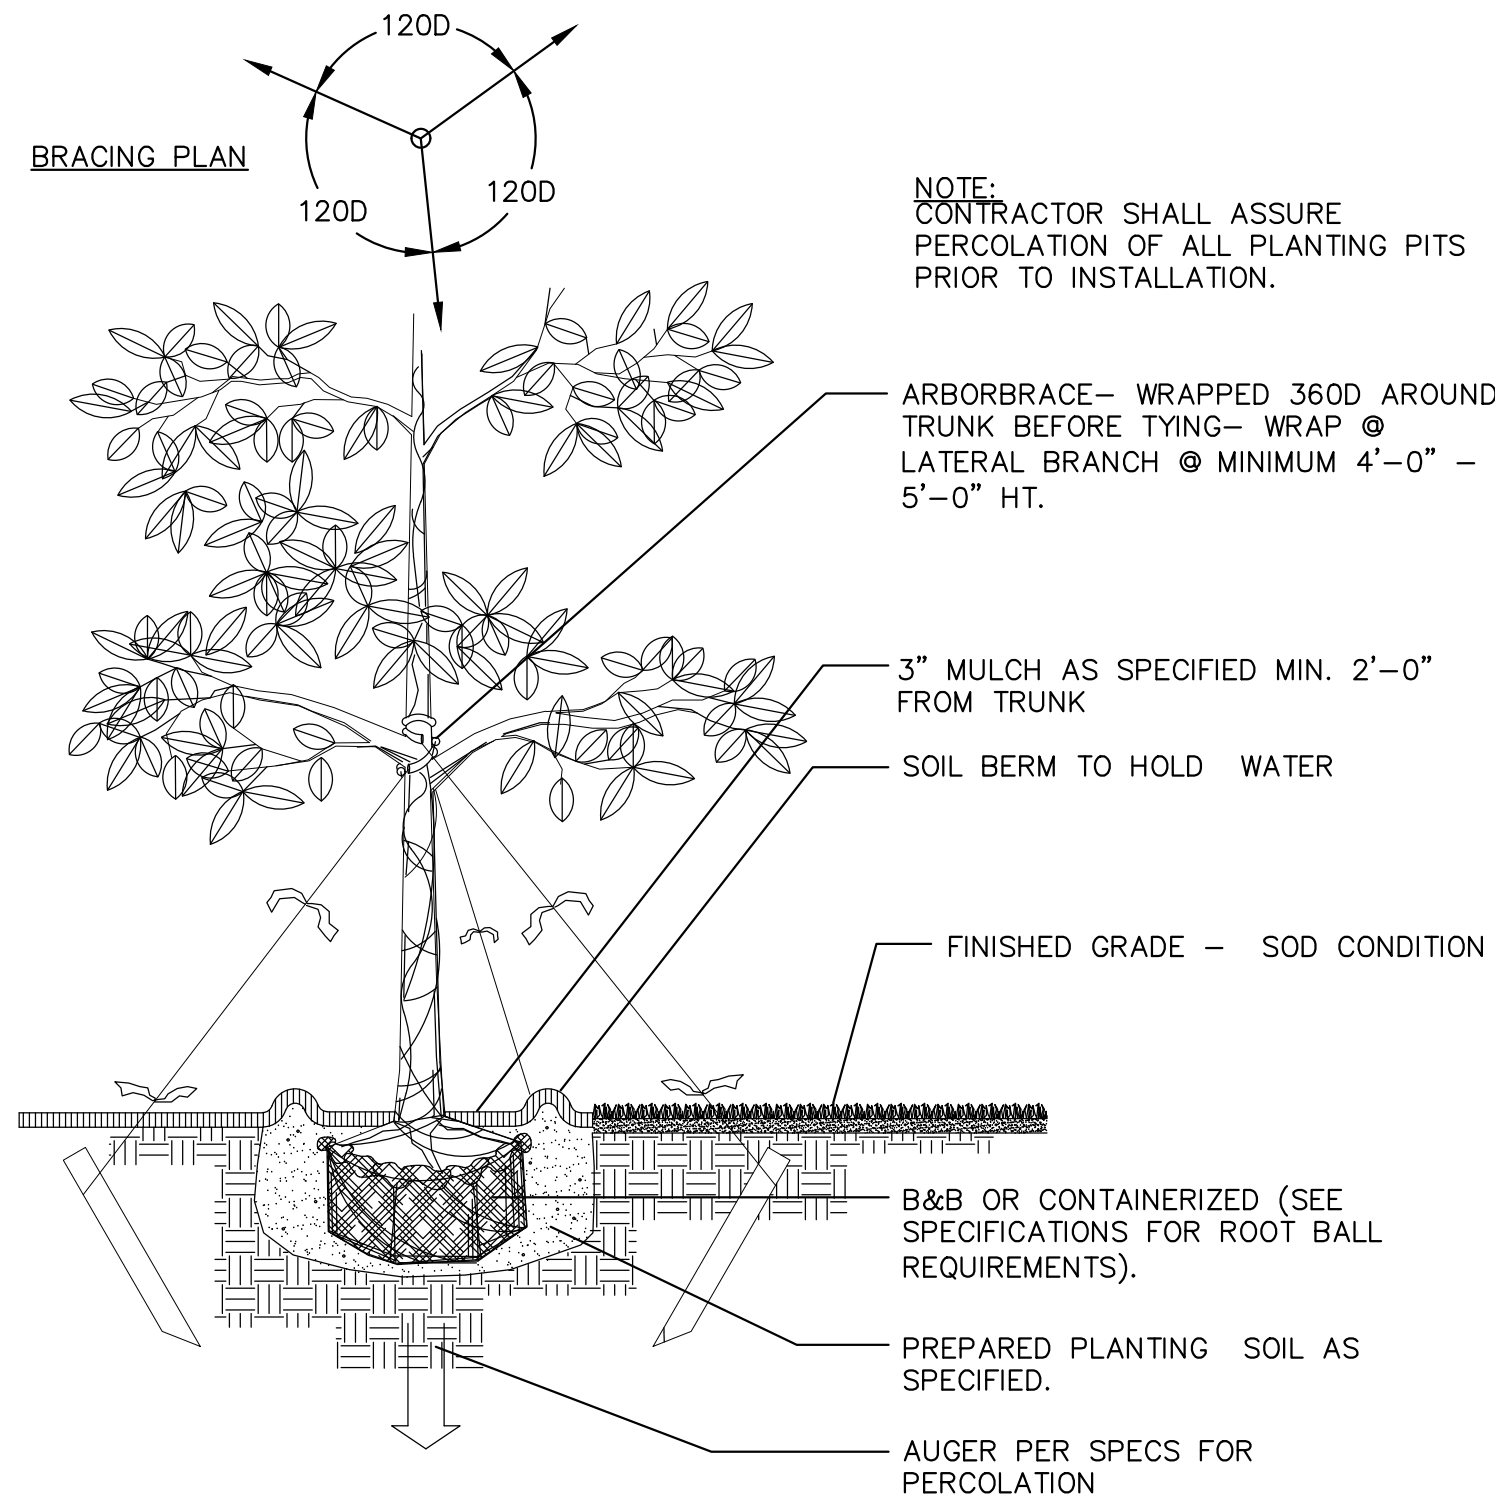 120D
BRACING PLAN
120D
120D
NOTE:
CONTRACTOR SHALL ASSURE
PERCOLATION OF ALL PLANTING PITS
PRIOR TO INSTALLATION.
ARBORBRACE– WRAPPED 360D AROUND
TRUNK BEFORE TYING– WRAP @
LATERAL BRANCH @ MINIMUM 4'–0" –
5'–0" HT.
3" MULCH AS SPECIFIED MIN. 2'–0"
FROM TRUNK
SOIL BERM TO HOLD WATER
FINISHED GRADE – SOD CONDITION
B&B OR CONTAINERIZED (SEE
SPECIFICATIONS FOR ROOT BALL
REQUIREMENTS).
PREPARED PLANTING SOIL AS
SPECIFIED.
AUGER PER SPECS FOR
PERCOLATION